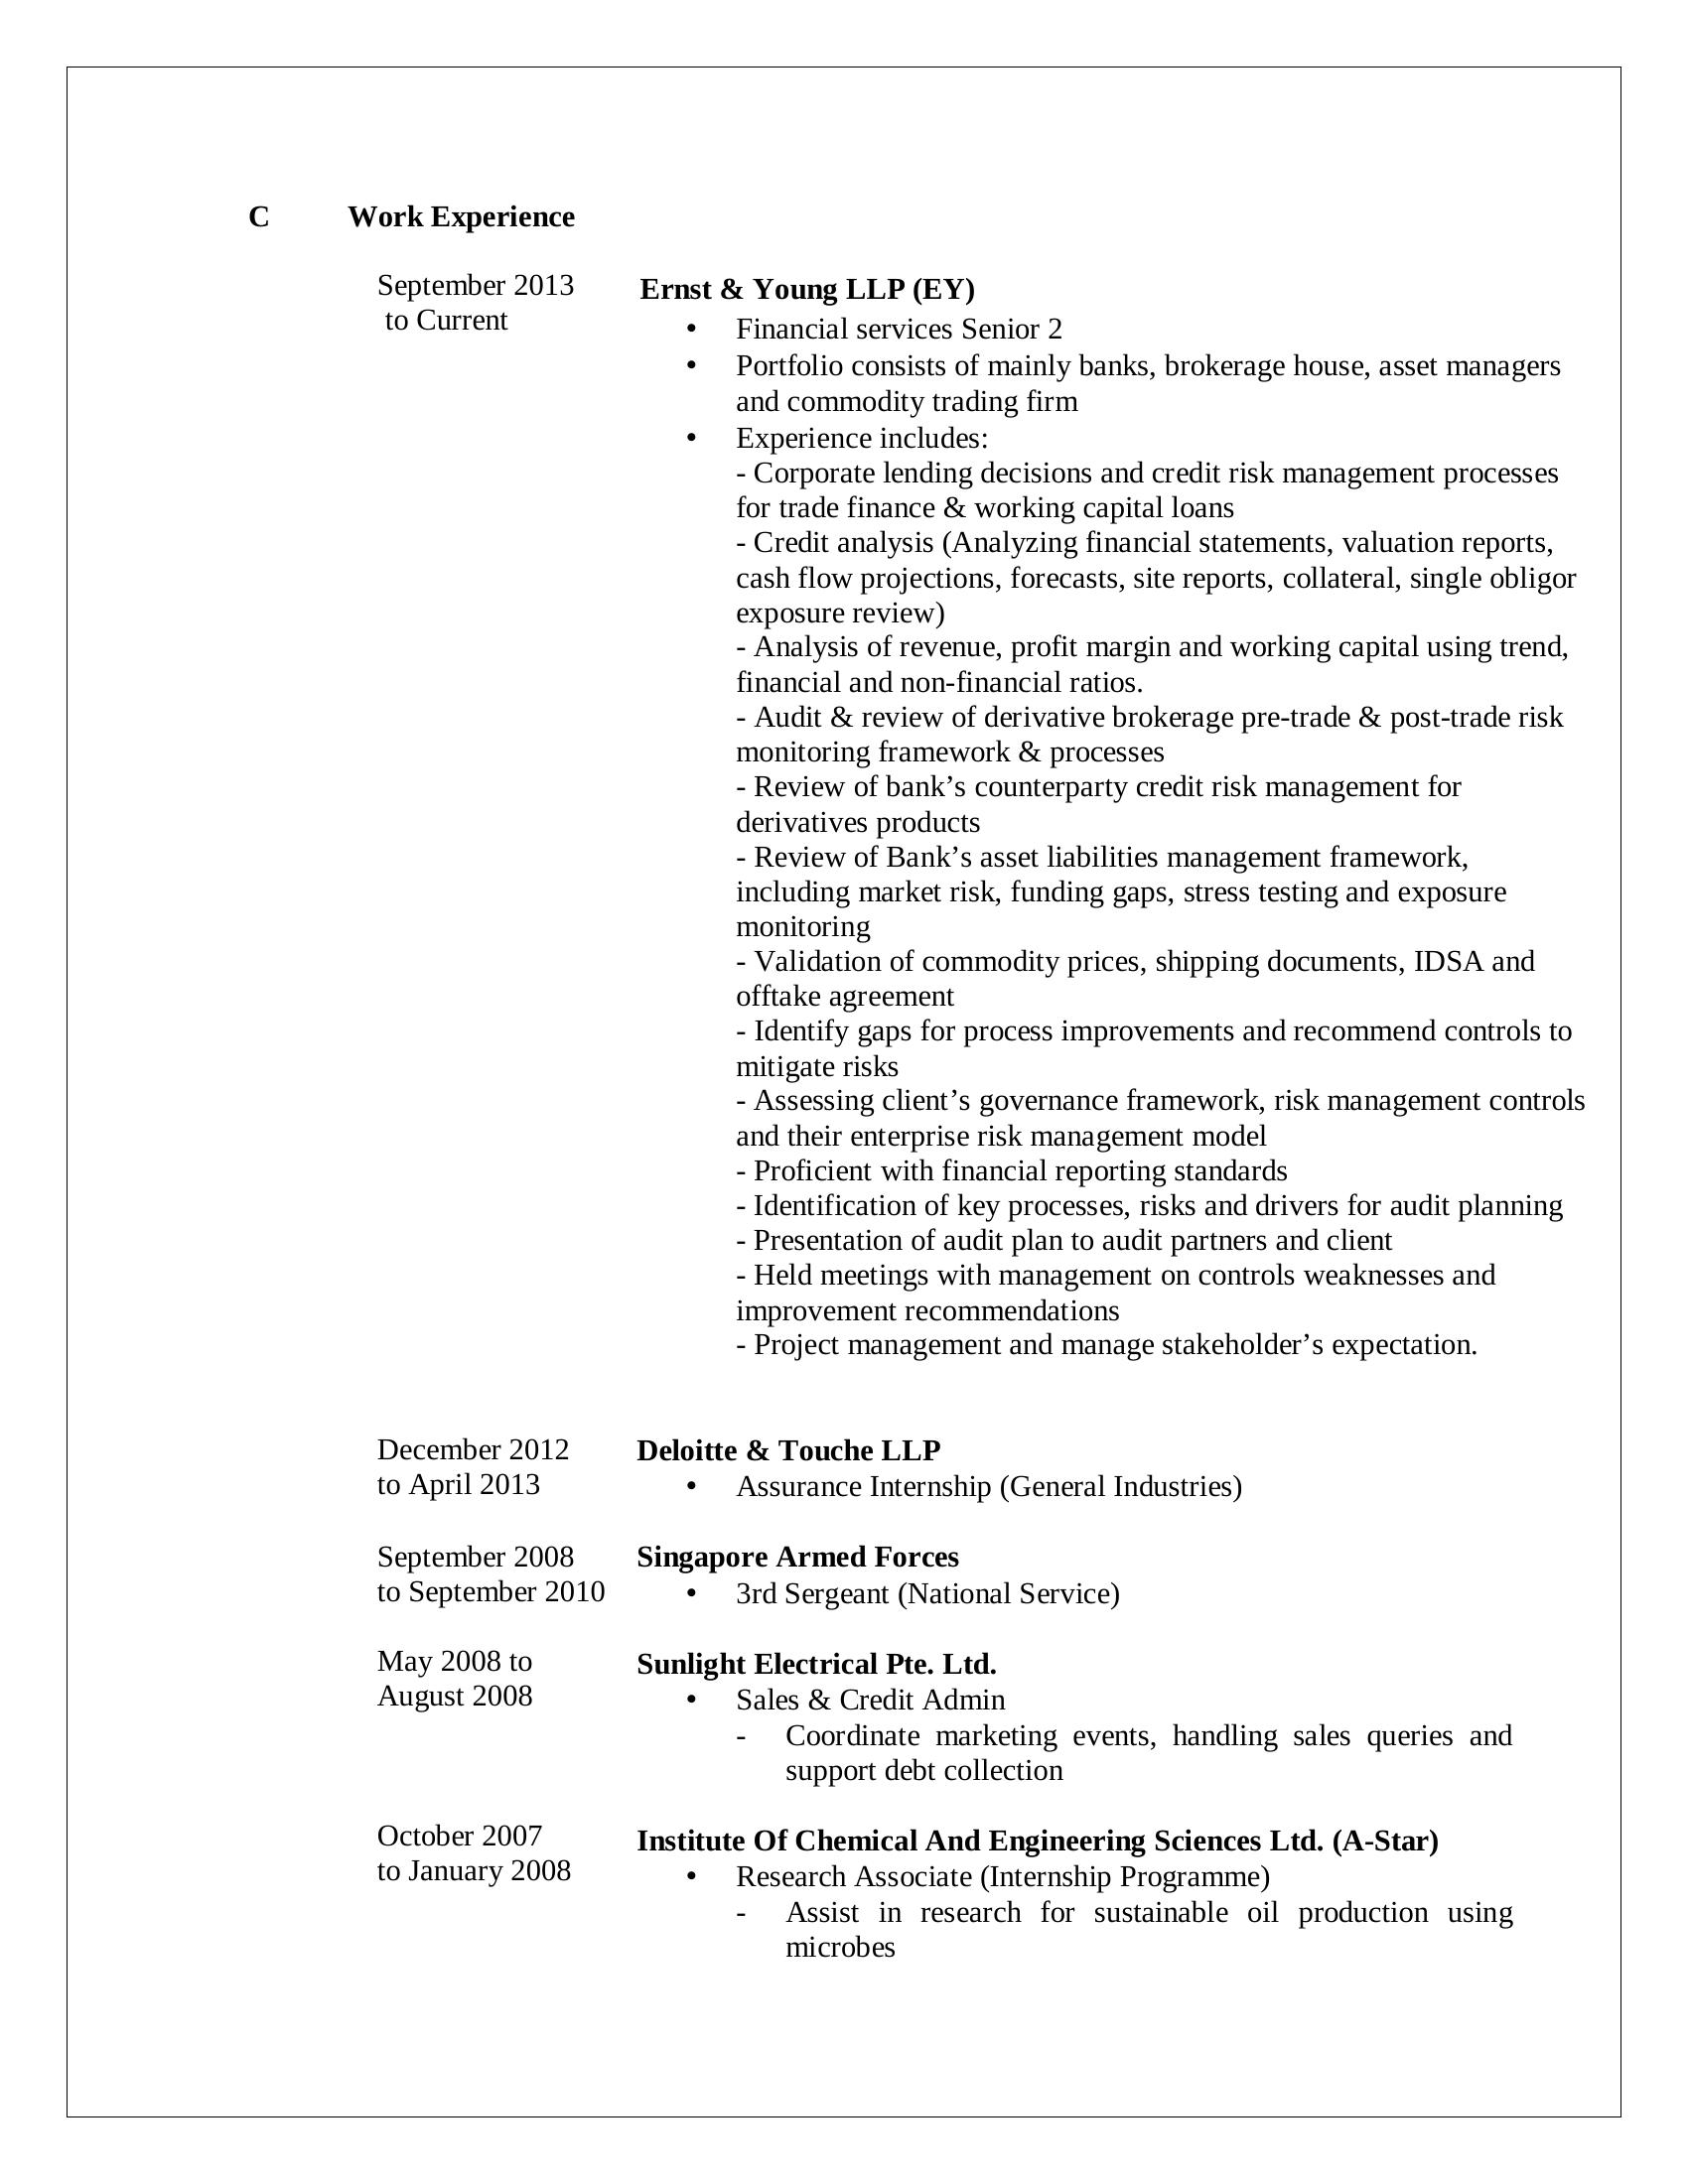 C Work Experience
September 2013 Ernst & Young LLP (EY)
to Current
• Financial services Senior 2
• Portfolio consists of mainly banks, brokerage house, asset managers
and commodity trading firm
• Experience includes:
- Corporate lending decisions and credit risk management processes
for trade finance & working capital loans
- Credit analysis (Analyzing financial statements, valuation reports,
cash flow projections, forecasts, site reports, collateral, single obligor
exposure review)
- Analysis of revenue, profit margin and working capital using trend,
financial and non-financial ratios.
- Audit & review of derivative brokerage pre-trade & post-trade risk
monitoring framework & processes
- Review of bank’s counterparty credit risk management for
derivatives products
- Review of Bank’s asset liabilities management framework,
including market risk, funding gaps, stress testing and exposure
monitoring
- Validation of commodity prices, shipping documents, IDSA and
offtake agreement
- Identify gaps for process improvements and recommend controls to
mitigate risks
- Assessing client’s governance framework, risk management controls
and their enterprise risk management model
- Proficient with financial reporting standards
- Identification of key processes, risks and drivers for audit planning
- Presentation of audit plan to audit partners and client
- Held meetings with management on controls weaknesses and
improvement recommendations
- Project management and manage stakeholder’s expectation.
December 2012 Deloitte & Touche LLP
to April 2013 • Assurance Internship (General Industries)
September 2008 Singapore Armed Forces
to September 2010 • 3rd Sergeant (National Service)
May 2008 to Sunlight Electrical Pte. Ltd.
August 2008 • Sales & Credit Admin
- Coordinate marketing events, handling sales queries and
support debt collection
October 2007 Institute Of Chemical And Engineering Sciences Ltd. (A-Star)
to January 2008 • Research Associate (Internship Programme)
- Assist in research for sustainable oil production using
microbes